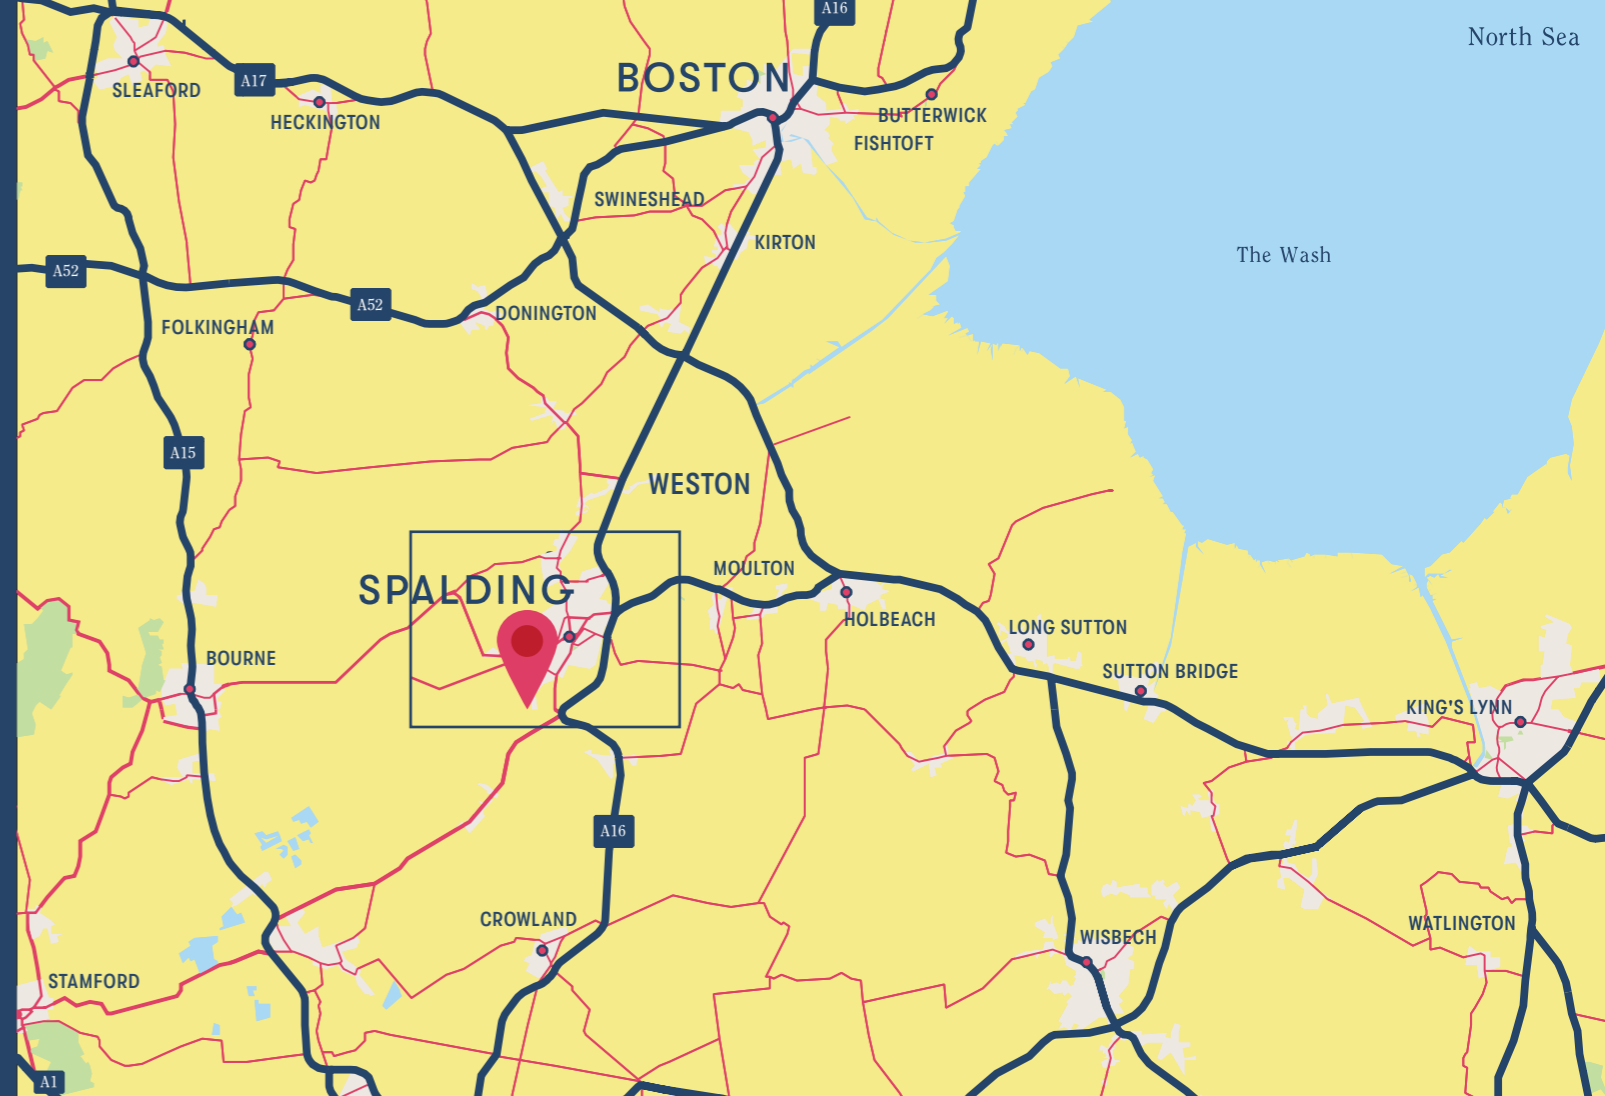 A16
North Sea
BOSTON
A17
SLEAFORD
HECKINGTON
BUTTERWICK
FISHTOFT
SWINESHEAD
KIRTON
The Wash
A52
A52
DONINGTON
FOLKINGHAM
A15
WESTON
MOULTON
SPALDING
HOLBEACH
LONG SUTTON
BOURNE
SUTTON BRIDGE
KING'S LYNN
A16
CROWLAND
WATLINGTON
WISBECH
STAMFORD
A1